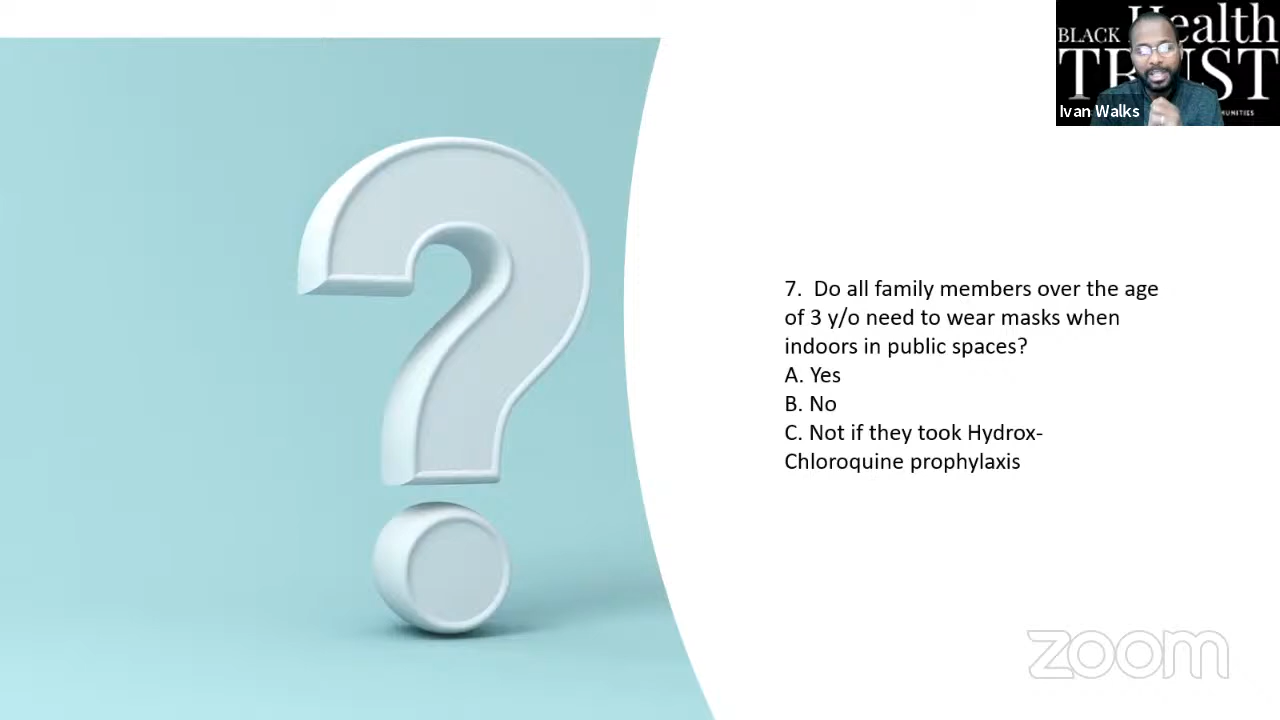 BLACK Health
TRUST
MUNITIES
Ivan Walks
7. Do all family members over the age
of 3 y/o need to wear masks when
indoors in public spaces?
A. Yes
B. No
C. Not if they took Hydrox-
Chloroquine prophylaxis
zoom